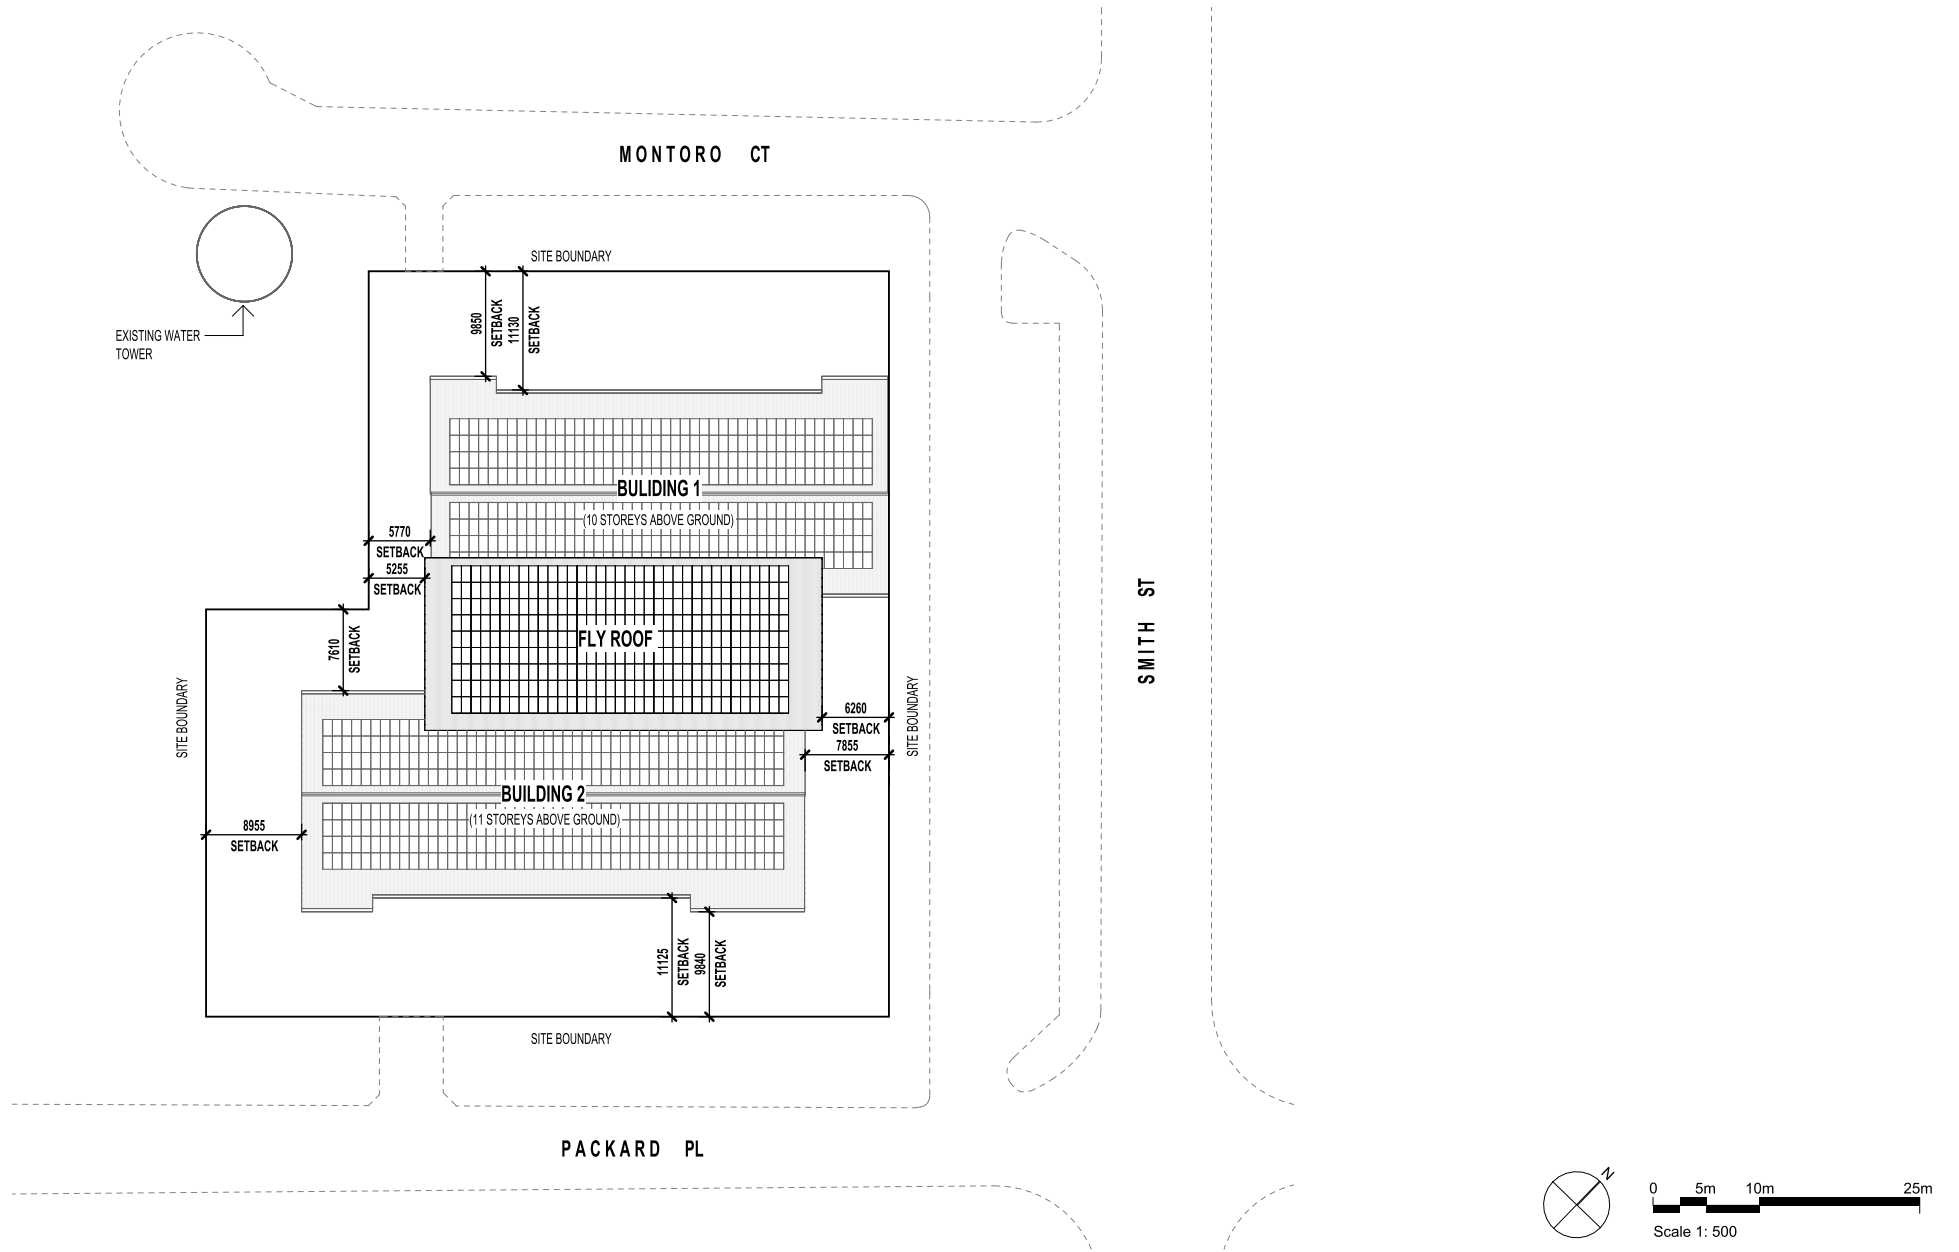 MONTORO CT
SITE BOUNDARY
9850
SETBACK
11130
SETBACK
EXISTING WATER
TOWER
BULIDING 1
(10 STOREYS ABOVE GROUND)
5770
SETBACK
5255
SETBACK
FLY ROOF
7610
SETBACK
SMITH ST
SITE BOUNDARY
SITE BOUNDARY
6260
SETBACK
7855
SETBACK
BUILDING 2
(11 STOREYS ABOVE GROUND)
8955
SETBACK
11125
SETBACK
9840
SETBACK
SITE BOUNDARY
PACKARD PL
N
0 5m 10m 25m
Scale 1: 500